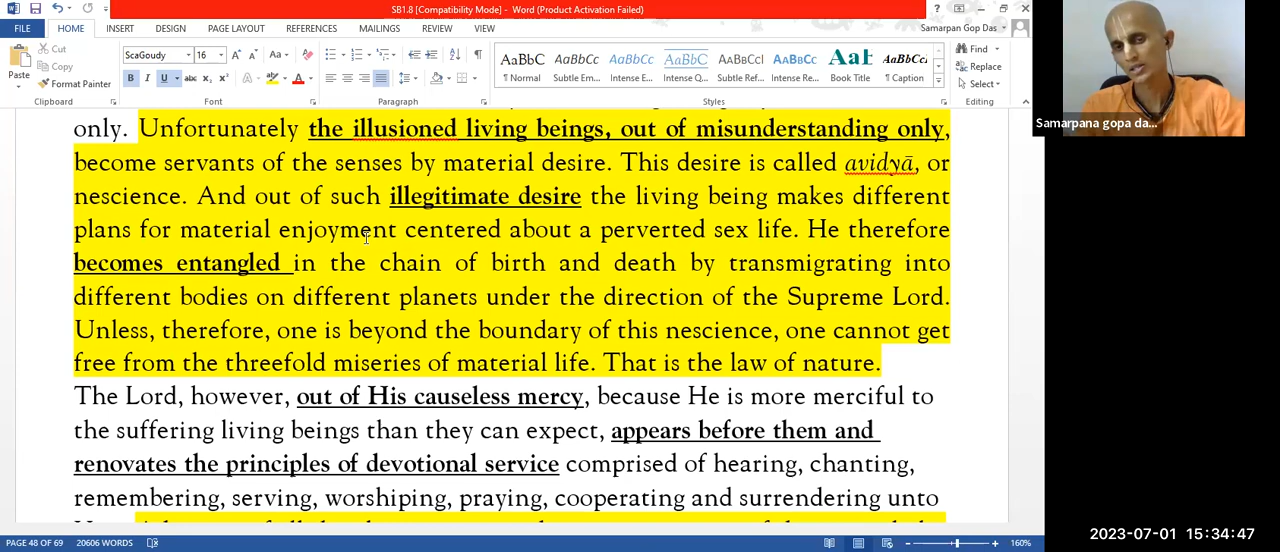 SB1.8 [Compatibility Mode] - Word (Product Activation Failed)
FILE HOME INSERT DESIGN PAGE LAYOUT REFERENCES MAILINGS REVIEW VIEW Samarpan Gop Das
Cut
Copy
Format Painter
Paste
ScaGoudy 16
AaBbC AaBbCc AaBbCc AaBbCc AaBbCcI AaBbCc AaB AaBbCcI
¶ Normal Subtle Em... Intense E... Intense Q... Subtle Ref... Intense Re... Book Title ¶ Caption
Find
Replace
Select
Clipboard Font Paragraph Styles Editing
Samarpana gopa da...
only. Unfortunately the illusioned living beings, out of misunderstanding only,
become servants of the senses by material desire. This desire is called avidyā, or
nescience. And out of such illegitimate desire the living being makes different
plans for material enjoyment centered about a perverted sex life. He therefore
becomes entangled in the chain of birth and death by transmigrating into
different bodies on different planets under the direction of the Supreme Lord.
Unless, therefore, one is beyond the boundary of this nescience, one cannot get
free from the threefold miseries of material life. That is the law of nature.
The Lord, however, out of His causeless mercy, because He is more merciful to
the suffering living beings than they can expect, appears before them and
renovates the principles of devotional service comprised of hearing, chanting,
remembering, serving, worshiping, praying, cooperating and surrendering unto
2023-07-01 15:34:47
PAGE 48 OF 69 20606 WORDS 160%